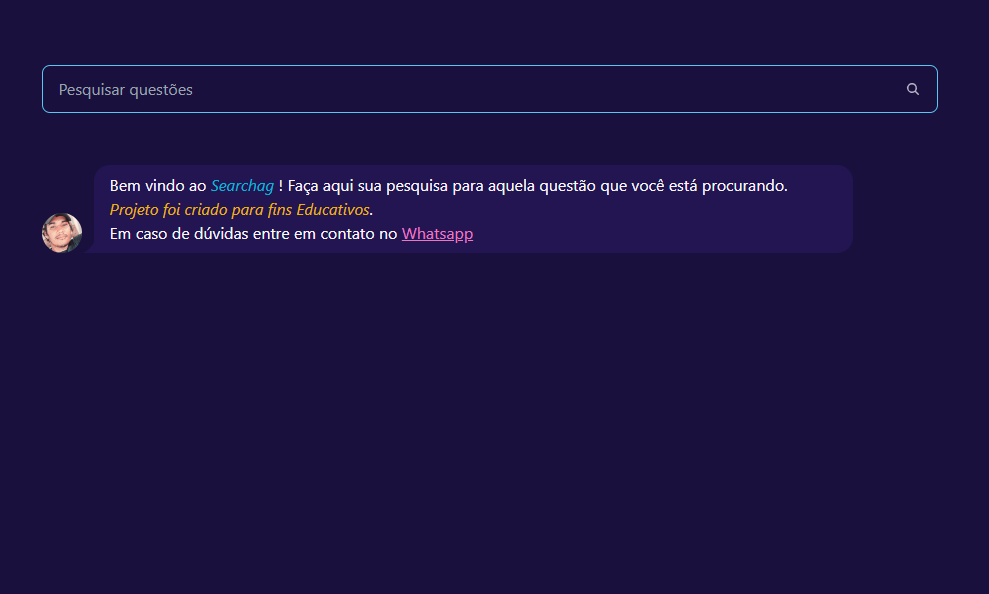 Pesquisar questões
Bem vindo ao Searchag ! Faça aqui sua pesquisa para aquela questão que você está procurando.
Projeto foi criado para fins Educativos.
Em caso de dúvidas entre em contato no Whatsapp